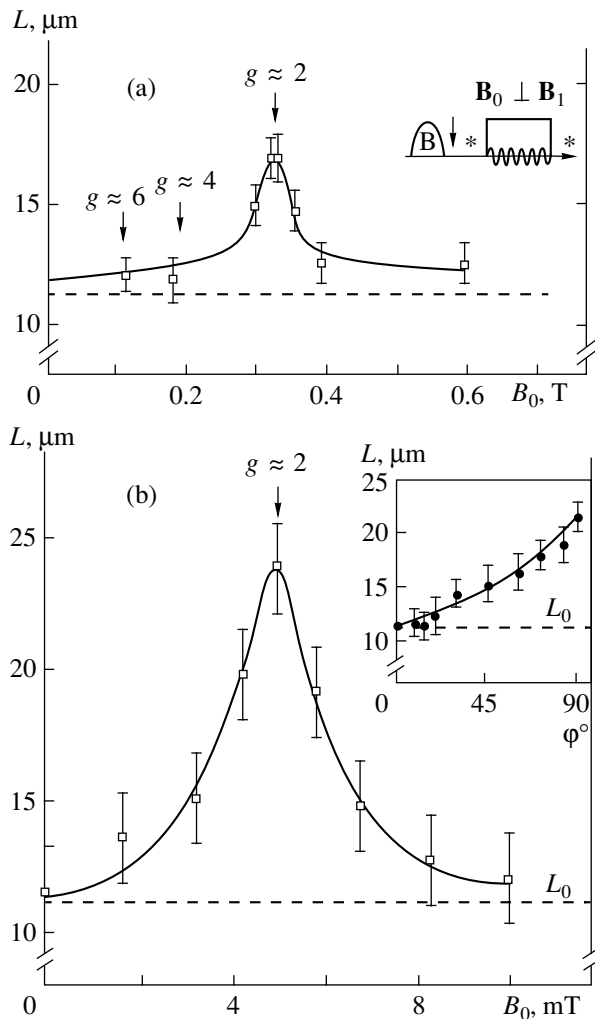 L, μm
20
(a)
g ≈ 2
B₀ ⊥ B₁
B
*
*
g ≈ 6
g ≈ 4
15
10
0
0.2
0.4
0.6
B₀, T
L, μm
(b)
g ≈ 2
25
20
15
10
L₀
0
4
8
B₀, mT
L, μm
25
20
15
10
L₀
0
45
90
φ°